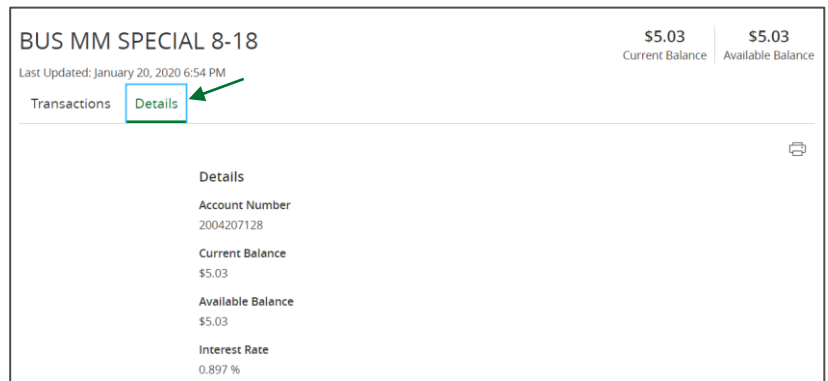 BUS MM SPECIAL 8-18
$5.03 $5.03
Current Balance Available Balance
Last Updated: January 20, 2020 6:54 PM
Transactions Details
Details
Account Number
2004207128
Current Balance
$5.03
Available Balance
$5.03
Interest Rate
0.897 %